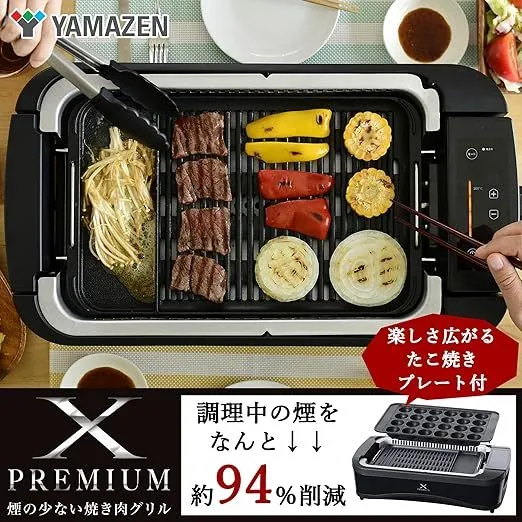 YAMAZEN
楽しさ広がる
たこ焼き
プレート付
X
PREMIUM
煙の少ない焼き肉グリル
調理中の煙を
なんと↓↓
約94%削減